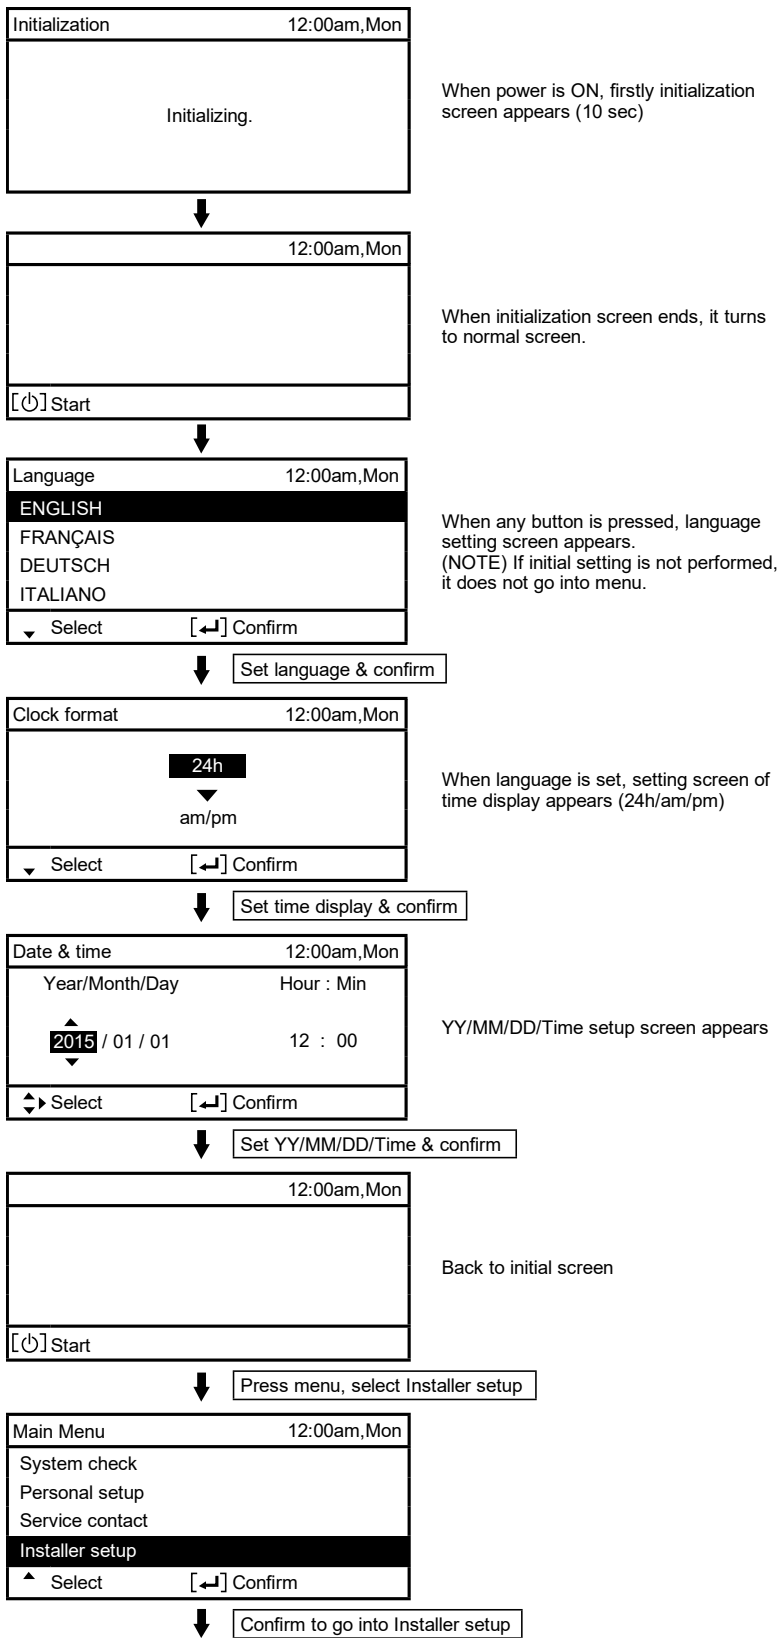 Initialization 12:00am,Mon
Initializing.
When power is ON, firstly initialization
screen appears (10 sec)
12:00am,Mon
[⏻] Start
When initialization screen ends, it turns
to normal screen.
Language 12:00am,Mon
ENGLISH
FRANÇAIS
DEUTSCH
ITALIANO
Select [↵] Confirm
When any button is pressed, language
setting screen appears.
(NOTE) If initial setting is not performed,
it does not go into menu.
Set language & confirm
Clock format 12:00am,Mon
24h
am/pm
Select [↵] Confirm
When language is set, setting screen of
time display appears (24h/am/pm)
Set time display & confirm
Date & time 12:00am,Mon
Year/Month/Day Hour : Min
2015 / 01 / 01 12 : 00
Select [↵] Confirm
YY/MM/DD/Time setup screen appears
Set YY/MM/DD/Time & confirm
12:00am,Mon
[⏻] Start
Back to initial screen
Press menu, select Installer setup
Main Menu 12:00am,Mon
System check
Personal setup
Service contact
Installer setup
Select [↵] Confirm
Confirm to go into Installer setup